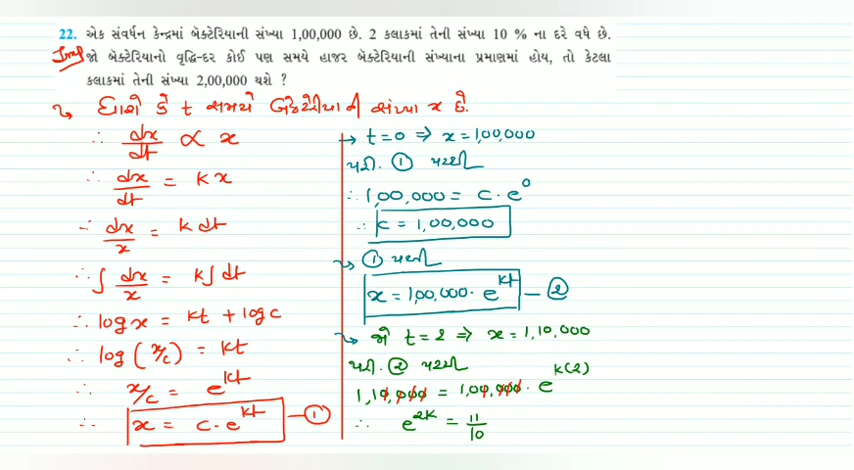 22. એક સંવર્ધન કેન્દ્રમાં બૅક્ટેરિયાની સંખ્યા 1,00,000 છે. 2 કલાકમાં તેની સંખ્યા 10 % ના દરે વધે છે.
Imp જો બૅક્ટેરિયાનો વૃદ્ધિ-દર કોઈ પણ સમયે હાજર બૅક્ટેરિયાની સંખ્યાના પ્રમાણમાં હોય, તો કેટલા
કલાકમાં તેની સંખ્યા 2,00,000 થશે ?
ધારો કે t સમયે બેક્ટેરીયાની સંખ્યા x છે.
∴ dx/dt ∝ x
∴ dx/dt = kx
∴ dx/x = k dt
∴ ∫ dx/x = k∫dt
∴ log x = kt + log c
∴ log (x/c) = kt
∴ x/c = e^kt
∴ x = c · e^kt — ①
→ t = 0 ⇒ x = 1,00,000
પરી. ① પરથી
∴ 1,00,000 = c · e^0
∴ c = 1,00,000
① પરથી
x = 1,00,000 · e^kt — ②
જો t = 2 ⇒ x = 1,10,000
પરી. ② પરથી
1,10,000 = 1,00,000 · e^k(2)
∴ e^2k = 11/10